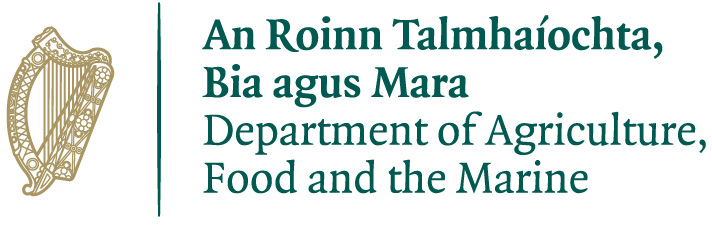 An Roinn Talmhaíochta,
Bia agus Mara
Department of Agriculture,
Food and the Marine